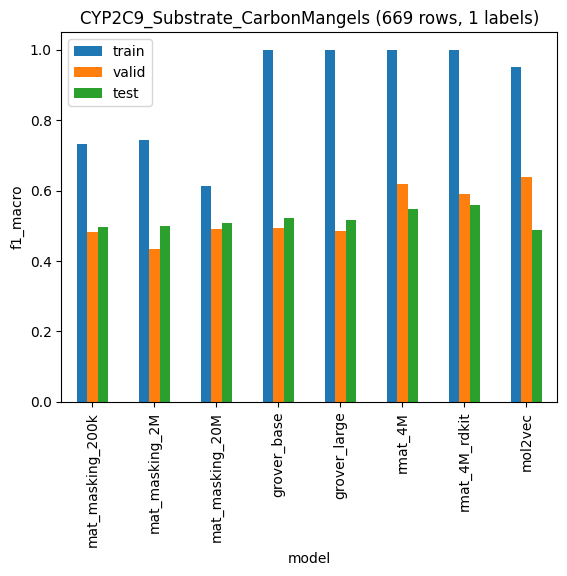 CYP2C9_Substrate_CarbonMangels (669 rows, 1 labels)
train
valid
test
f1_macro
1.0
0.8
0.6
0.4
0.2
0.0
mat_masking_200k
mat_masking_2M
mat_masking_20M
grover_base
grover_large
rmat_4M
rmat_4M_rdkit
mol2vec
model